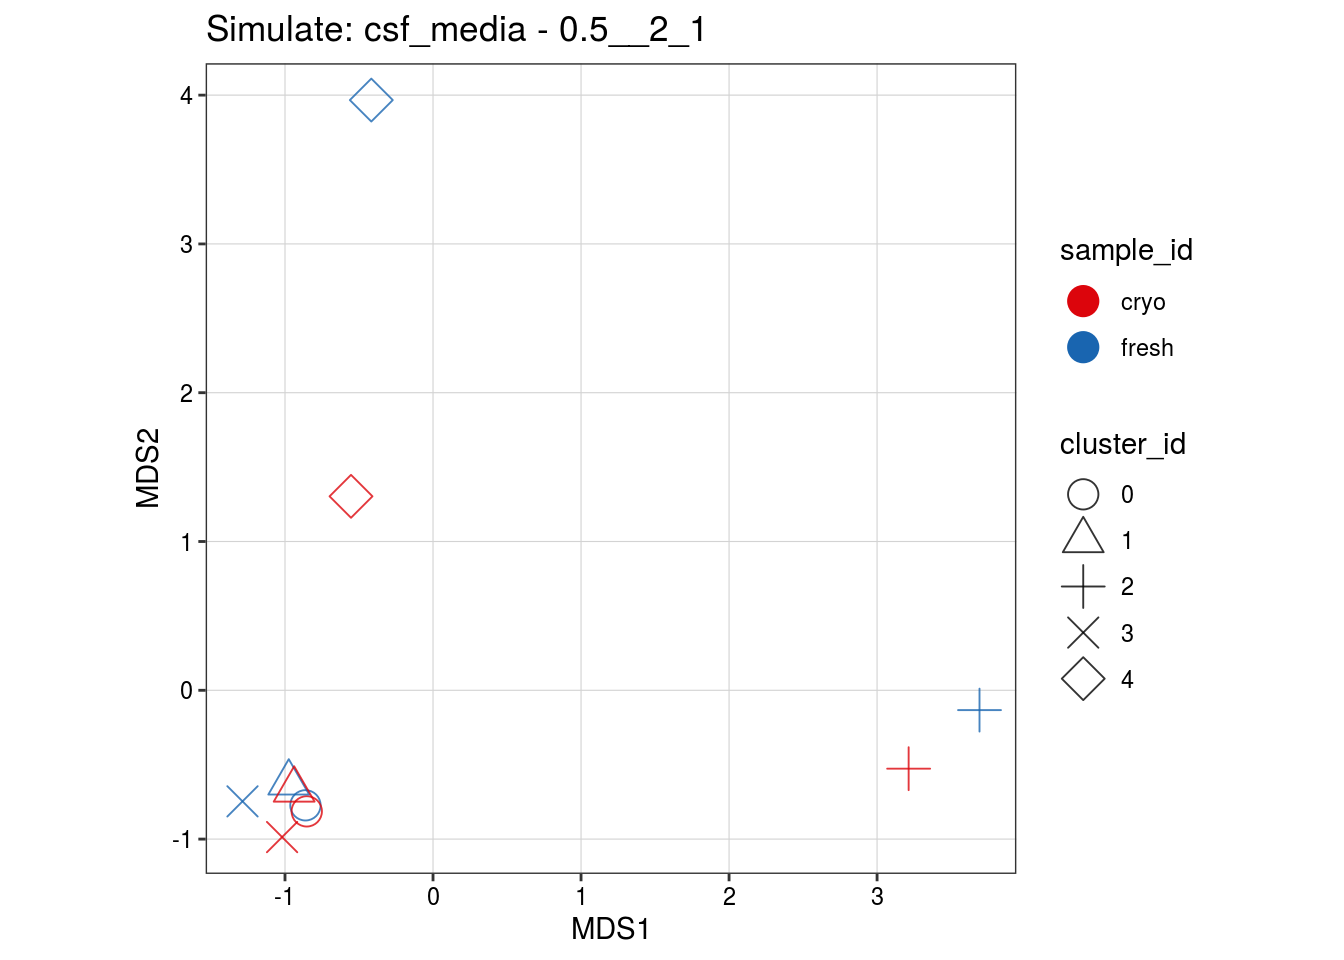 Simulate: csf_media - 0.5__2_1
4
3
2
1
0
-1
MDS2
-1
0
1
2
3
MDS1
sample_id
cryo
fresh
cluster_id
0
1
2
3
4